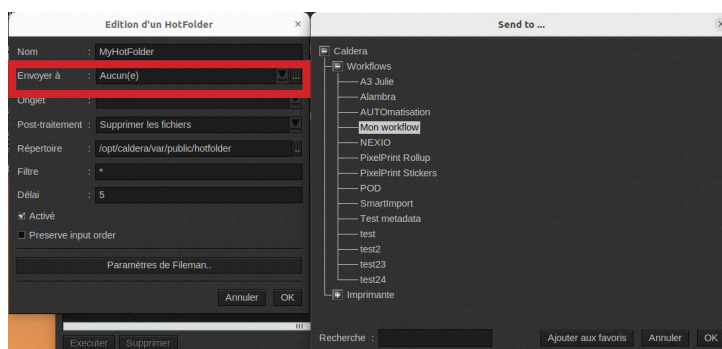 Edition d'un HotFolder ×
Nom : MyHotFolder
Envoyer à : Aucun(e) ...
Onglet :
Post-traitement : Supprimer les fichiers
Répertoire : /opt/caldera/var/public/hotfolder ..
Filtre : *
Délai : 5
Activé
Preserve input order
Paramètres de Fileman..
Annuler OK
Executer Supprimer
Send to ...
Caldera
Workflows
A3 Julie
Alambra
AUTOmatisation
Mon workflow
NEXIO
PixelPrint Rollup
PixelPrint Stickers
POD
SmartImport
Test metadata
test
test2
test23
test24
Imprimante
Recherche : Ajouter aux favoris Annuler OK